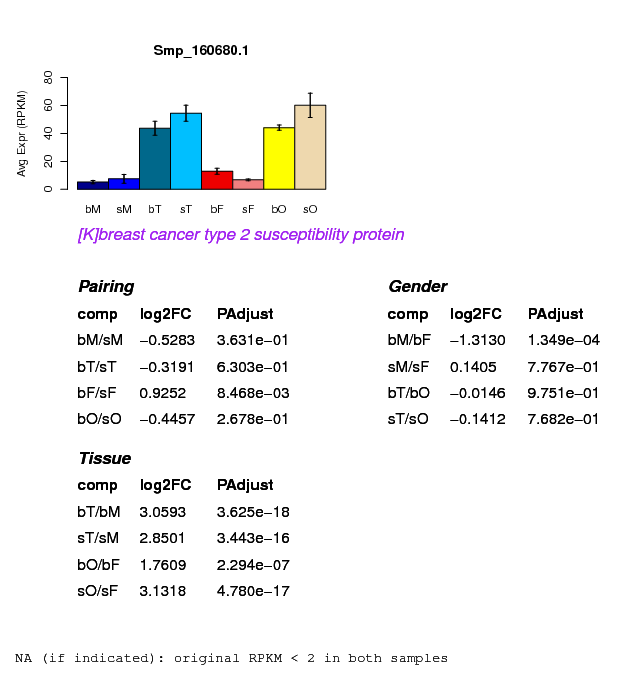 Smp_160680.1
Avg Expr (RPKM)
80
60
40
20
0
bM sM bT sT bF sF bO sO
[K]breast cancer type 2 susceptibility protein
Pairing
comp log2FC PAdjust
bM/sM −0.5283 3.631e−01
bT/sT −0.3191 6.303e−01
bF/sF 0.9252 8.468e−03
bO/sO −0.4457 2.678e−01
Gender
comp log2FC PAdjust
bM/bF −1.3130 1.349e−04
sM/sF 0.1405 7.767e−01
bT/bO −0.0146 9.751e−01
sT/sO −0.1412 7.682e−01
Tissue
comp log2FC PAdjust
bT/bM 3.0593 3.625e−18
sT/sM 2.8501 3.443e−16
bO/bF 1.7609 2.294e−07
sO/sF 3.1318 4.780e−17
NA (if indicated): original RPKM < 2 in both samples